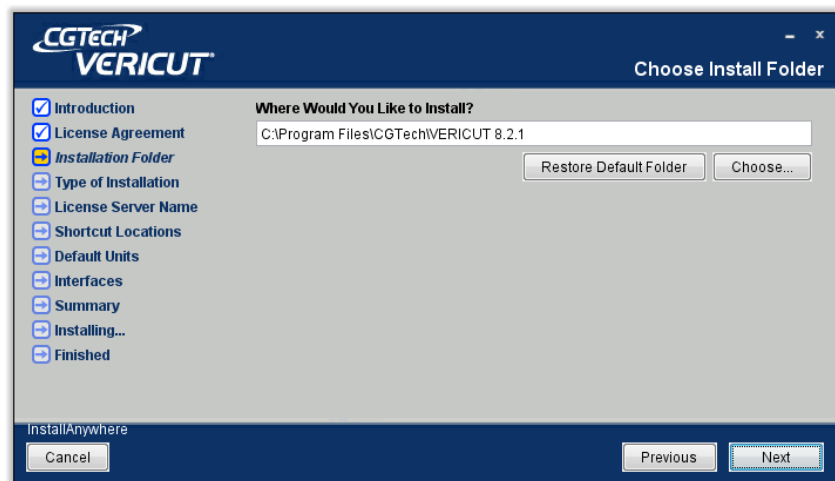 CGTECH
VERICUT®
Choose Install Folder
Introduction
License Agreement
Installation Folder
Type of Installation
License Server Name
Shortcut Locations
Default Units
Interfaces
Summary
Installing...
Finished
Where Would You Like to Install?
C:\Program Files\CGTech\VERICUT 8.2.1
Restore Default Folder
Choose...
InstallAnywhere
Cancel
Previous
Next